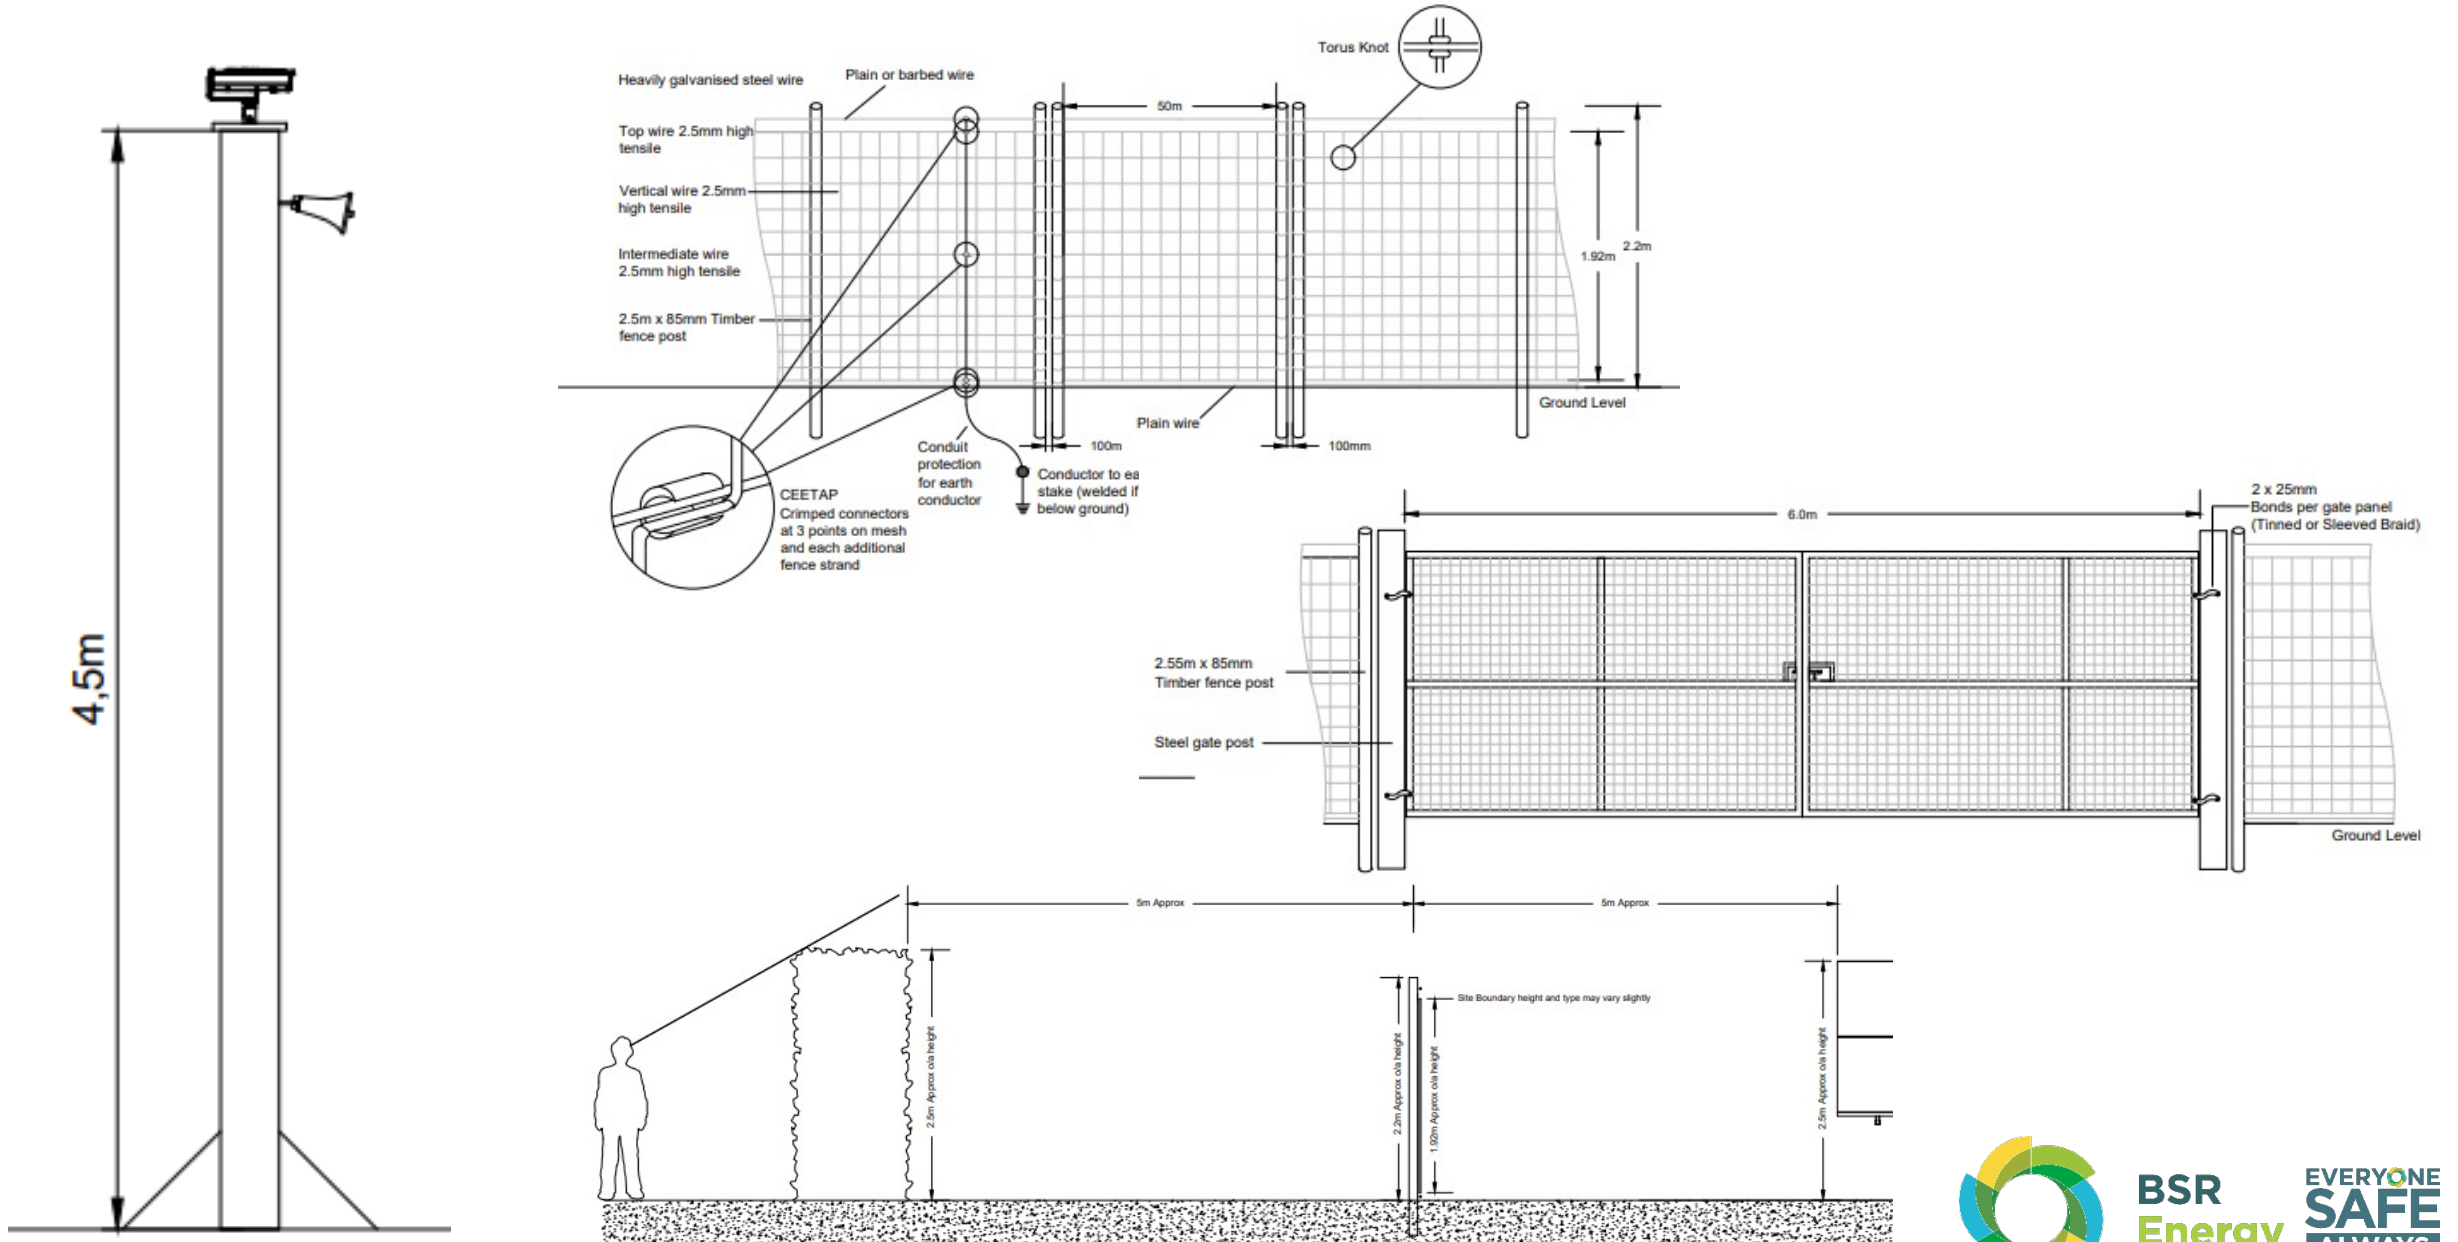 4,5m
Heavily galvanised steel wire
Plain or barbed wire
Torus Knot
50m
Top wire 2.5mm high
tensile
Vertical wire 2.5mm
high tensile
Intermediate wire
2.5mm high tensile
2.5m x 85mm Timber
fence post
1.92m
2.2m
Ground Level
Plain wire
100m
100mm
Conduit
protection
for earth
conductor
Conductor to ea
stake (welded if
below ground)
CEETAP
Crimped connectors
at 3 points on mesh
and each additional
fence strand
2 x 25mm
Bonds per gate panel
(Tinned or Sleeved Braid)
6.0m
2.55m x 85mm
Timber fence post
Steel gate post
Ground Level
5m Approx
5m Approx
Site Boundary height and type may vary slightly
2.5m Approx o/a height
2.2m Approx o/a height
1.92m Approx o/a height
2.5m Approx o/a height
BSR
Energy
EVERYONE
SAFE
ALWAYS